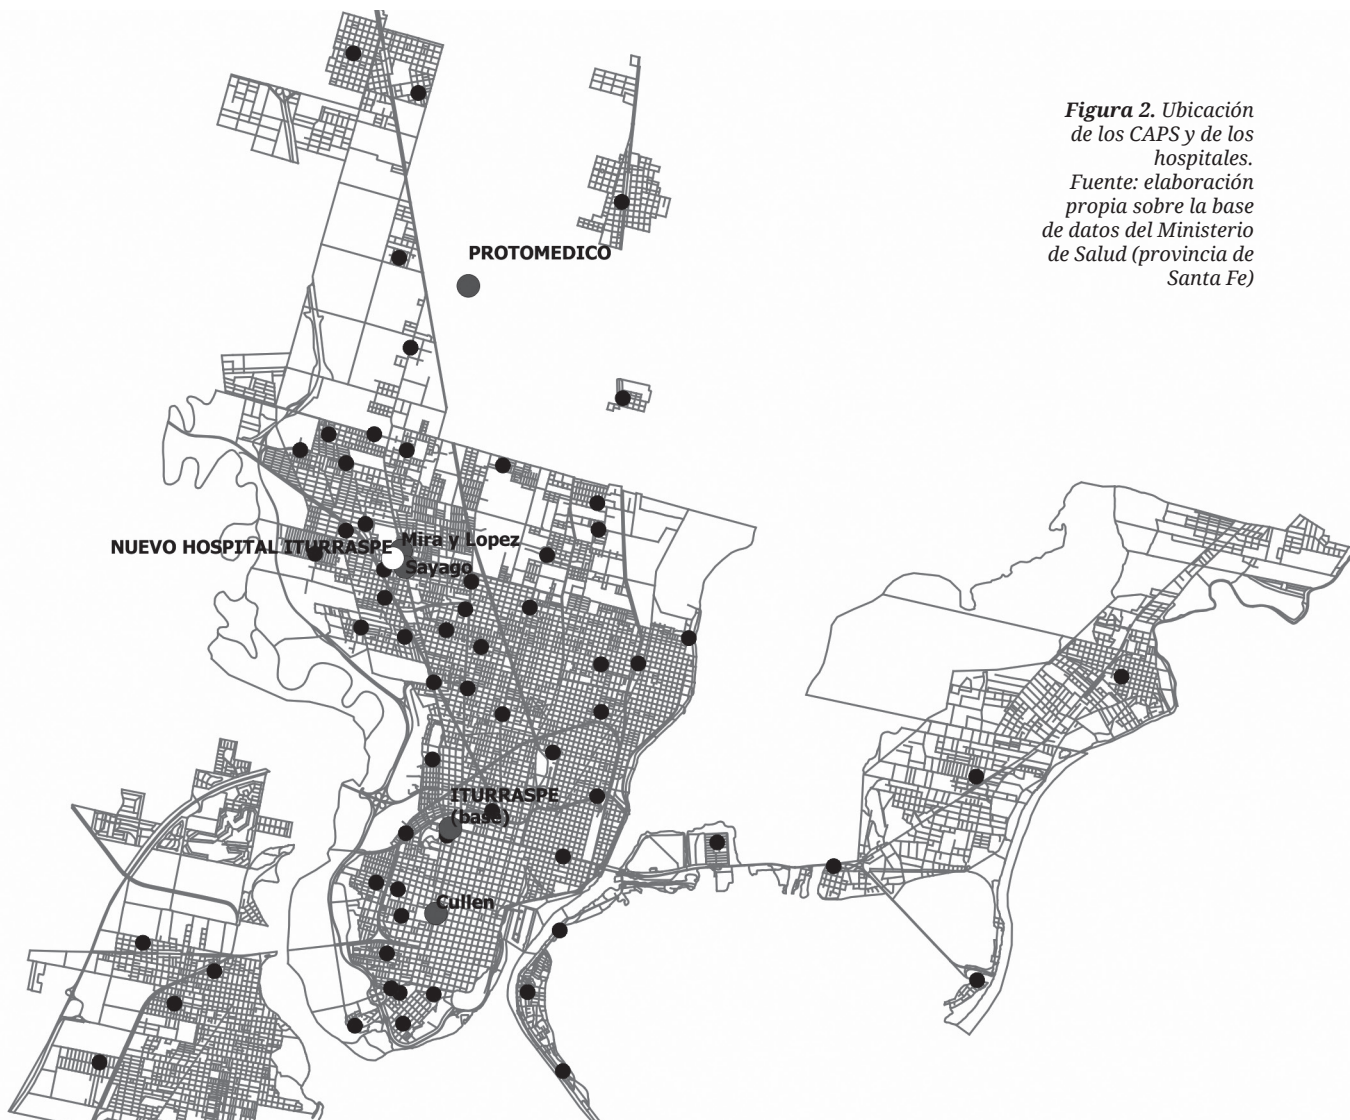 Figura 2. Ubicación
de los CAPS y de los
hospitales.
Fuente: elaboración
propia sobre la base
de datos del Ministerio
de Salud (provincia de
Santa Fe)
PROTOMEDICO
NUEVO HOSPITAL ITURRASPE
Mira y Lopez
Sayago
ITURRASPE
(base)
Cullen